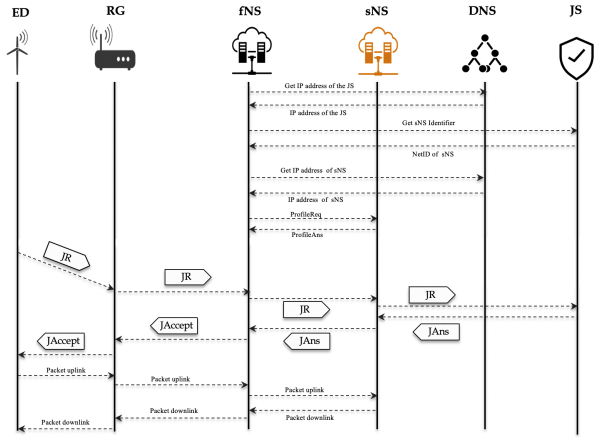 ED RG fNS sNS DNS JS
Get IP address of the JS
IP address of the JS
Get sNS Identifier
NetID of sNS
Get IP address of sNS
IP address of sNS
ProfileReq
ProfileAns
JR
JR
JR
JR
JAccept
JAns
JAns
JAccept
Packet uplink
Packet uplink
Packet uplink
Packet downlink
Packet downlink
Packet downlink